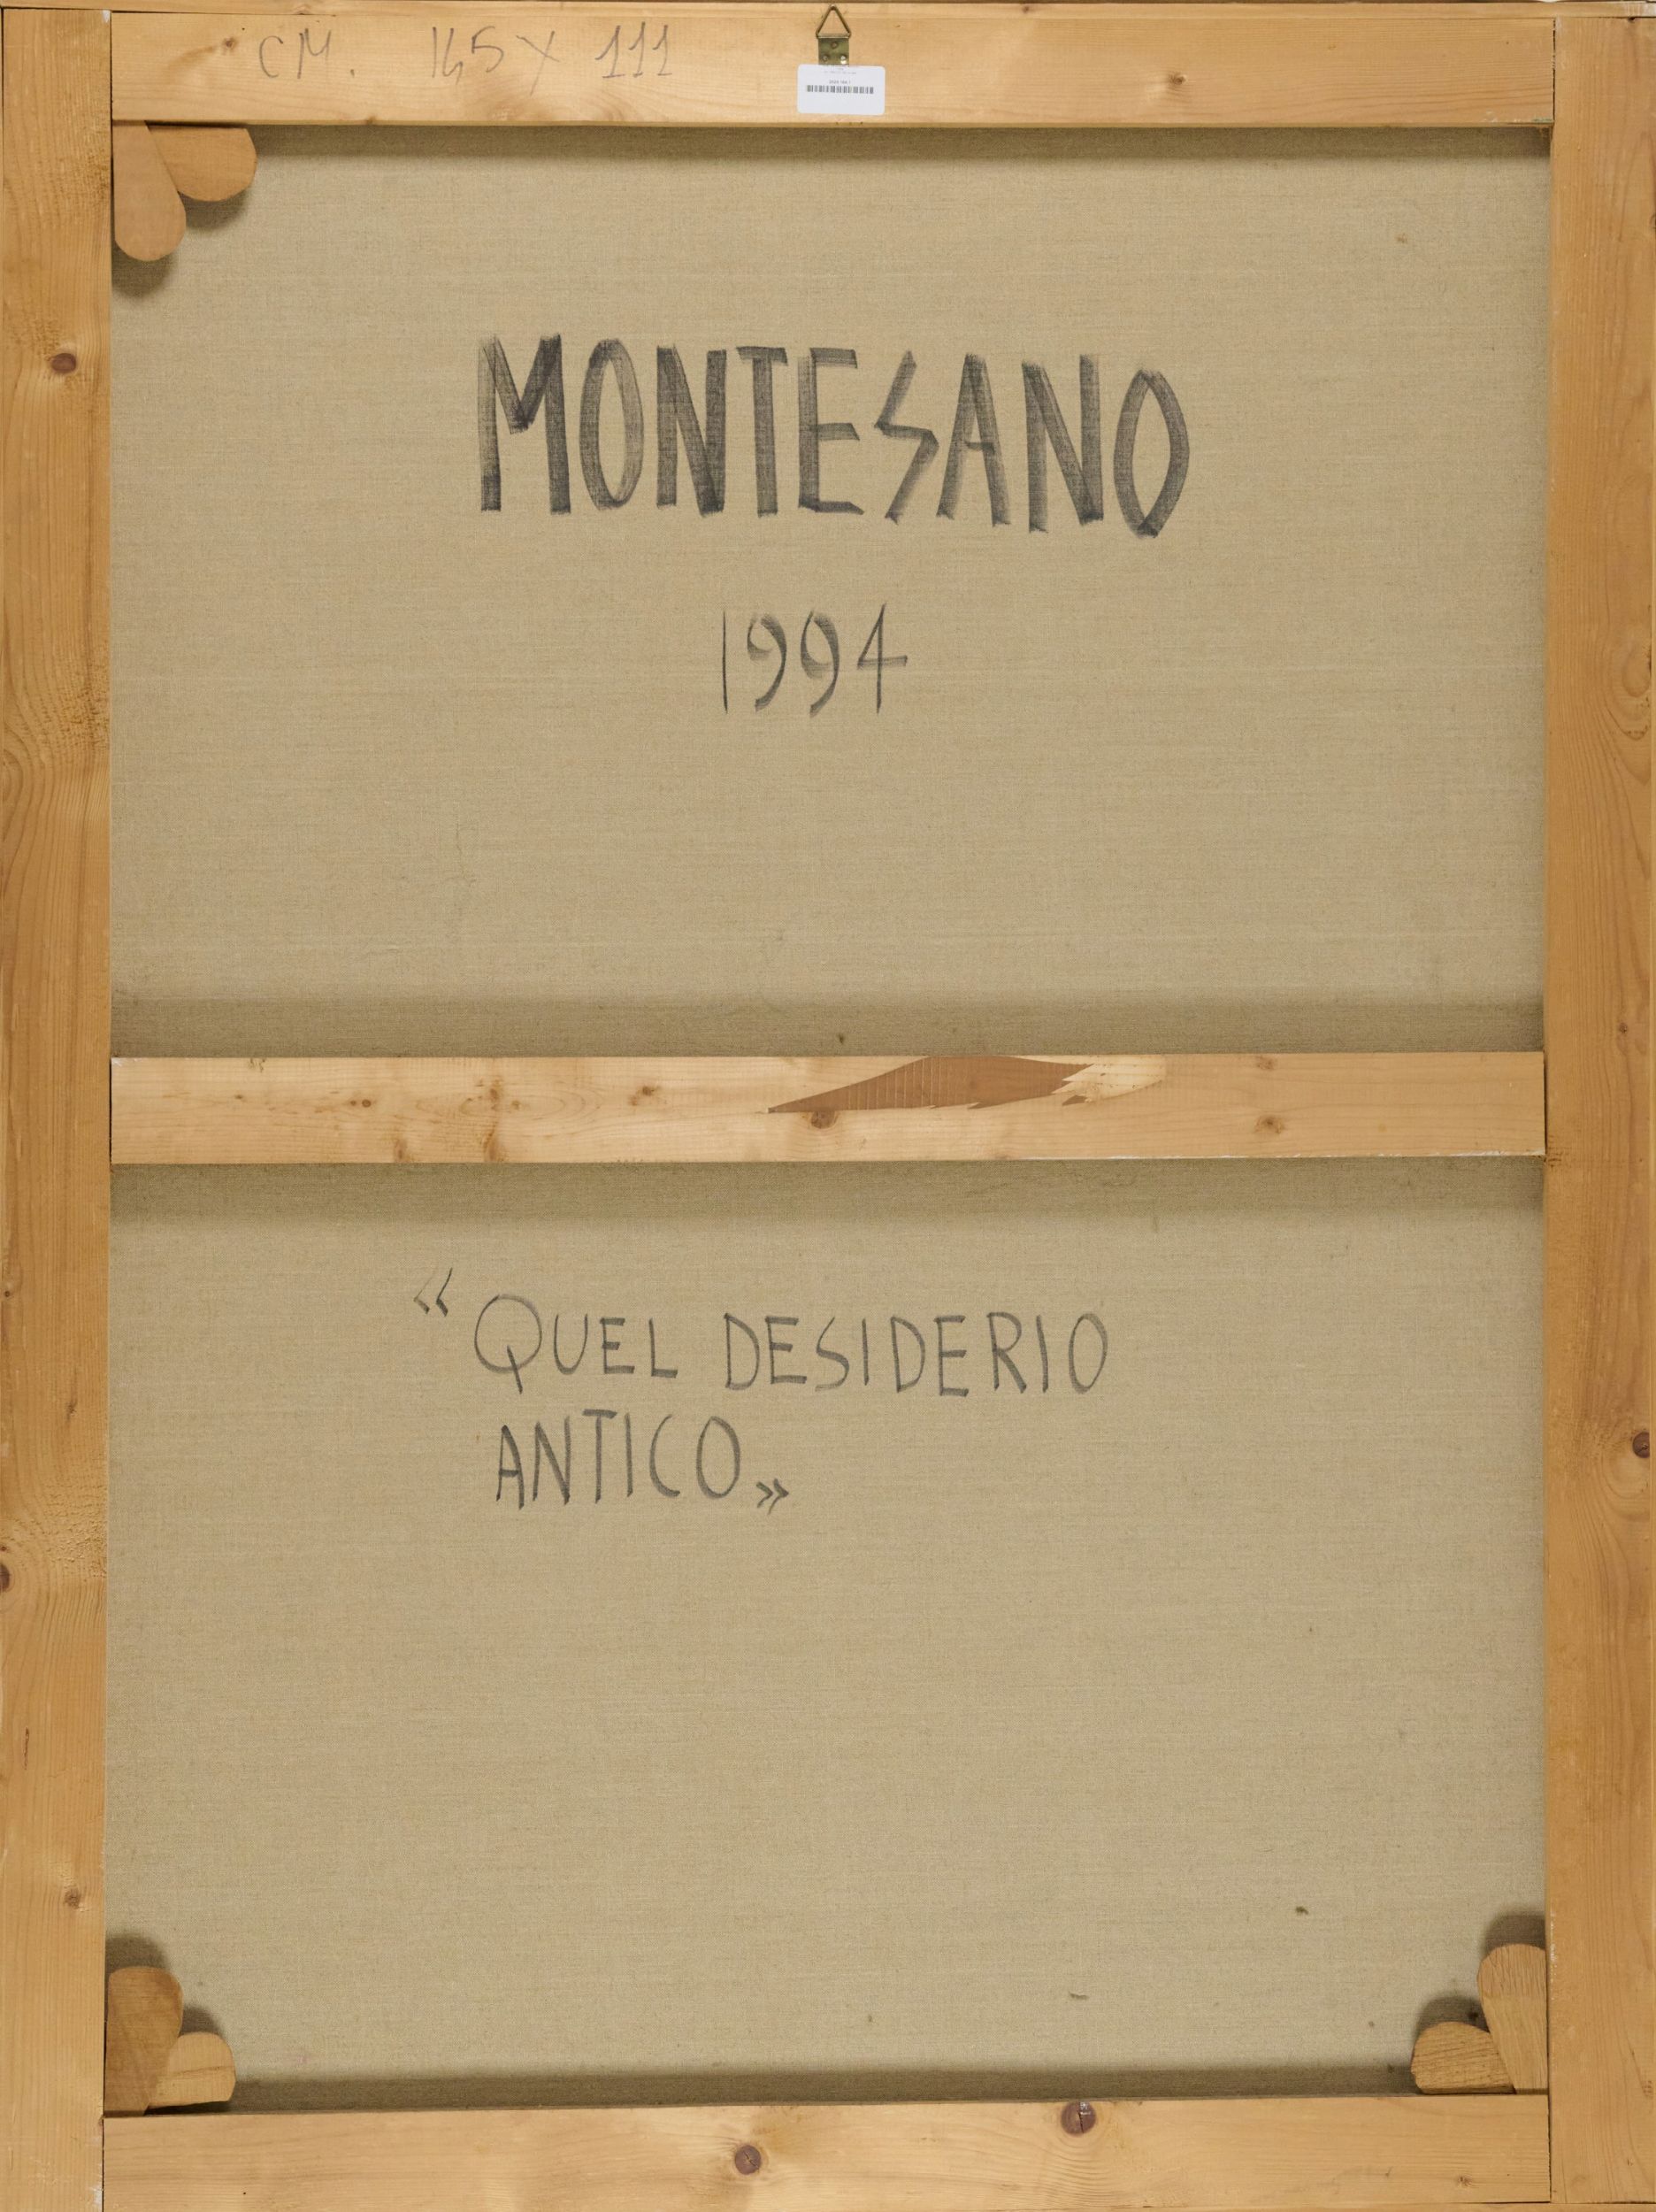 CM. 145 X 111
MONTESANO
1994
« QUEL DESIDERIO
ANTICO»